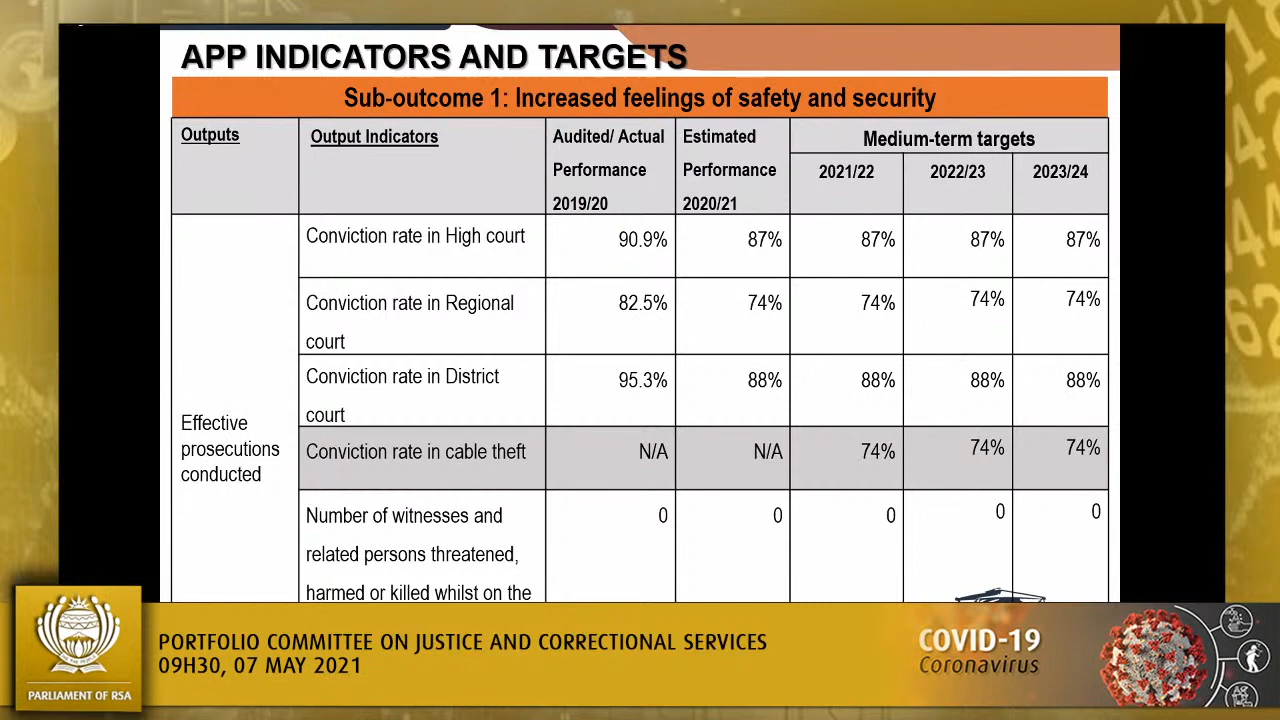 APP INDICATORS AND TARGETS
Sub-outcome 1: Increased feelings of safety and security
Outputs
Output Indicators
Audited/ Actual
Performance
2019/20
Estimated
Performance
2020/21
Medium-term targets
2021/22 2022/23 2023/24
Effective
prosecutions
conducted
Conviction rate in High court 90.9% 87% 87% 87% 87%
Conviction rate in Regional 82.5% 74% 74% 74% 74%
court
Conviction rate in District 95.3% 88% 88% 88% 88%
court
Conviction rate in cable theft N/A N/A 74% 74% 74%
Number of witnesses and 0 0 0 0 0
related persons threatened,
harmed or killed whilst on the
PARLIAMENT OF RSA
PORTFOLIO COMMITTEE ON JUSTICE AND CORRECTIONAL SERVICES
09H30, 07 MAY 2021
COVID-19
Coronavirus